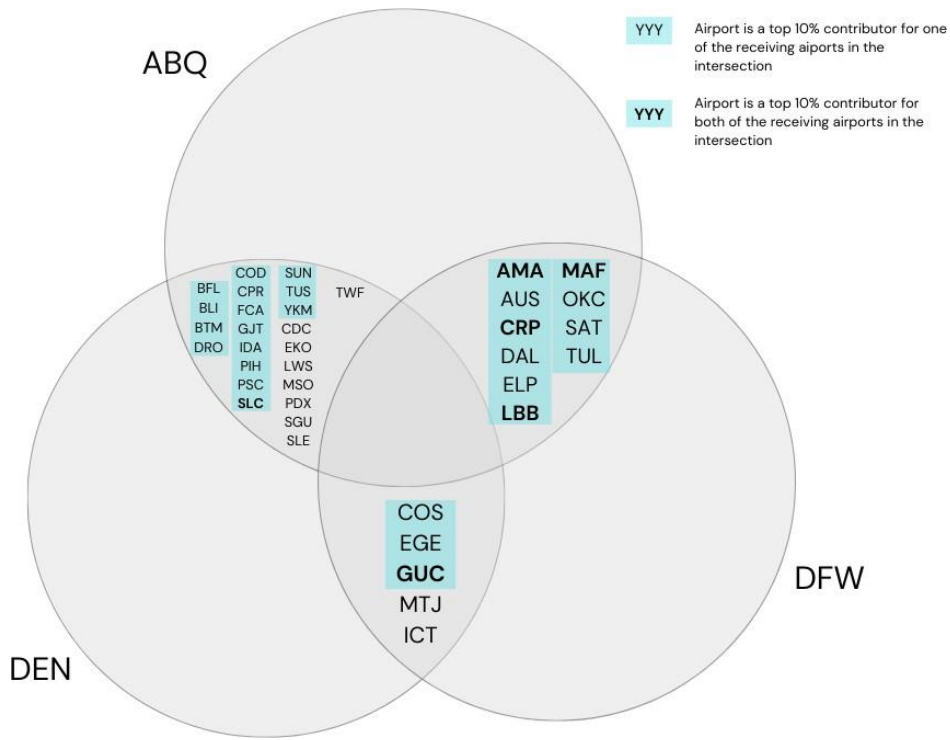 ABQ
YYY
Airport is a top 10% contributor for one
of the receiving aiports in the
intersection
YYY
Airport is a top 10% contributor for
both of the receiving airports in the
intersection
BFL
BLI
BTM
DRO
COD
CPR
FCA
GJT
IDA
PIH
PSC
SLC
SUN
TUS
YKM
CDC
EKO
LWS
MSO
PDX
SGU
SLE
TWF
AMA
AUS
CRP
DAL
ELP
LBB
MAF
OKC
SAT
TUL
COS
EGE
GUC
MTJ
ICT
DFW
DEN